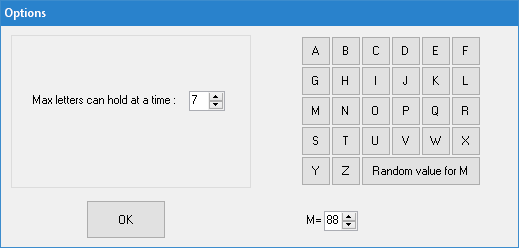 Options
Max letters can hold at a time : 7
A B C D E F
G H I J K L
M N O P Q R
S T U V W X
Y Z Random value for M
OK
M= 88